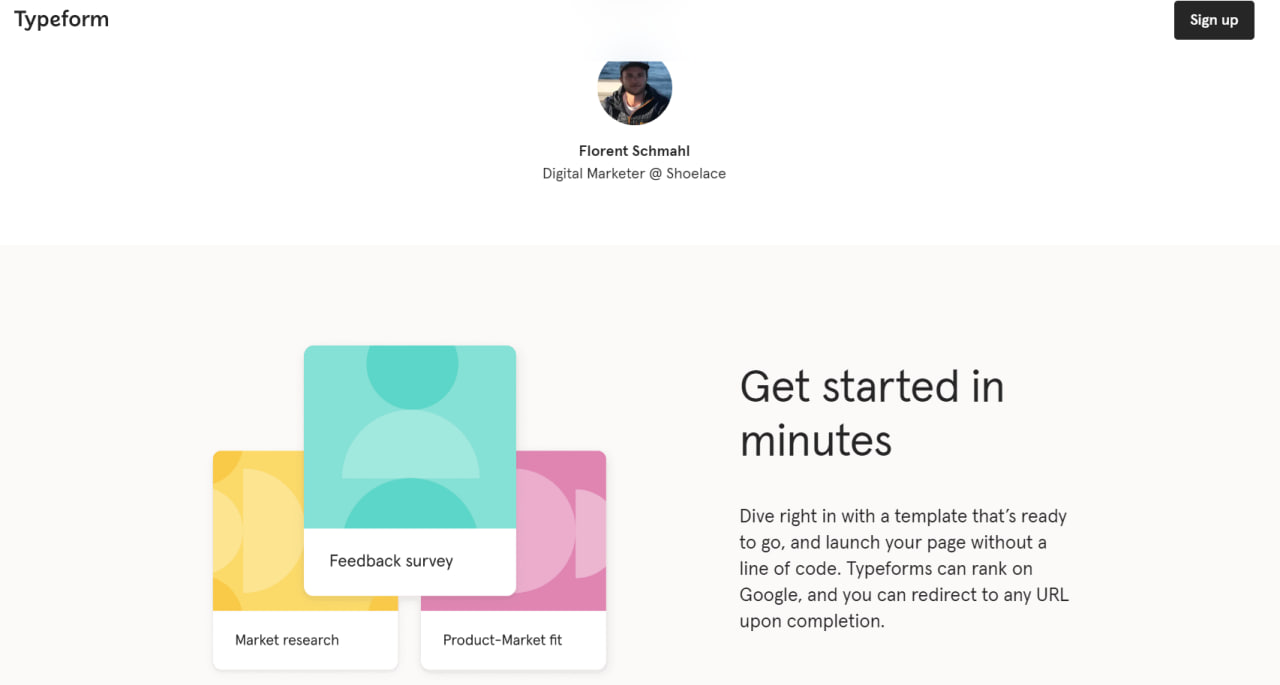 Typeform
Sign up
Florent Schmahl
Digital Marketer @ Shoelace
Feedback survey
Market research
Product-Market fit
Get started in
minutes
Dive right in with a template that’s ready
to go, and launch your page without a
line of code. Typeforms can rank on
Google, and you can redirect to any URL
upon completion.